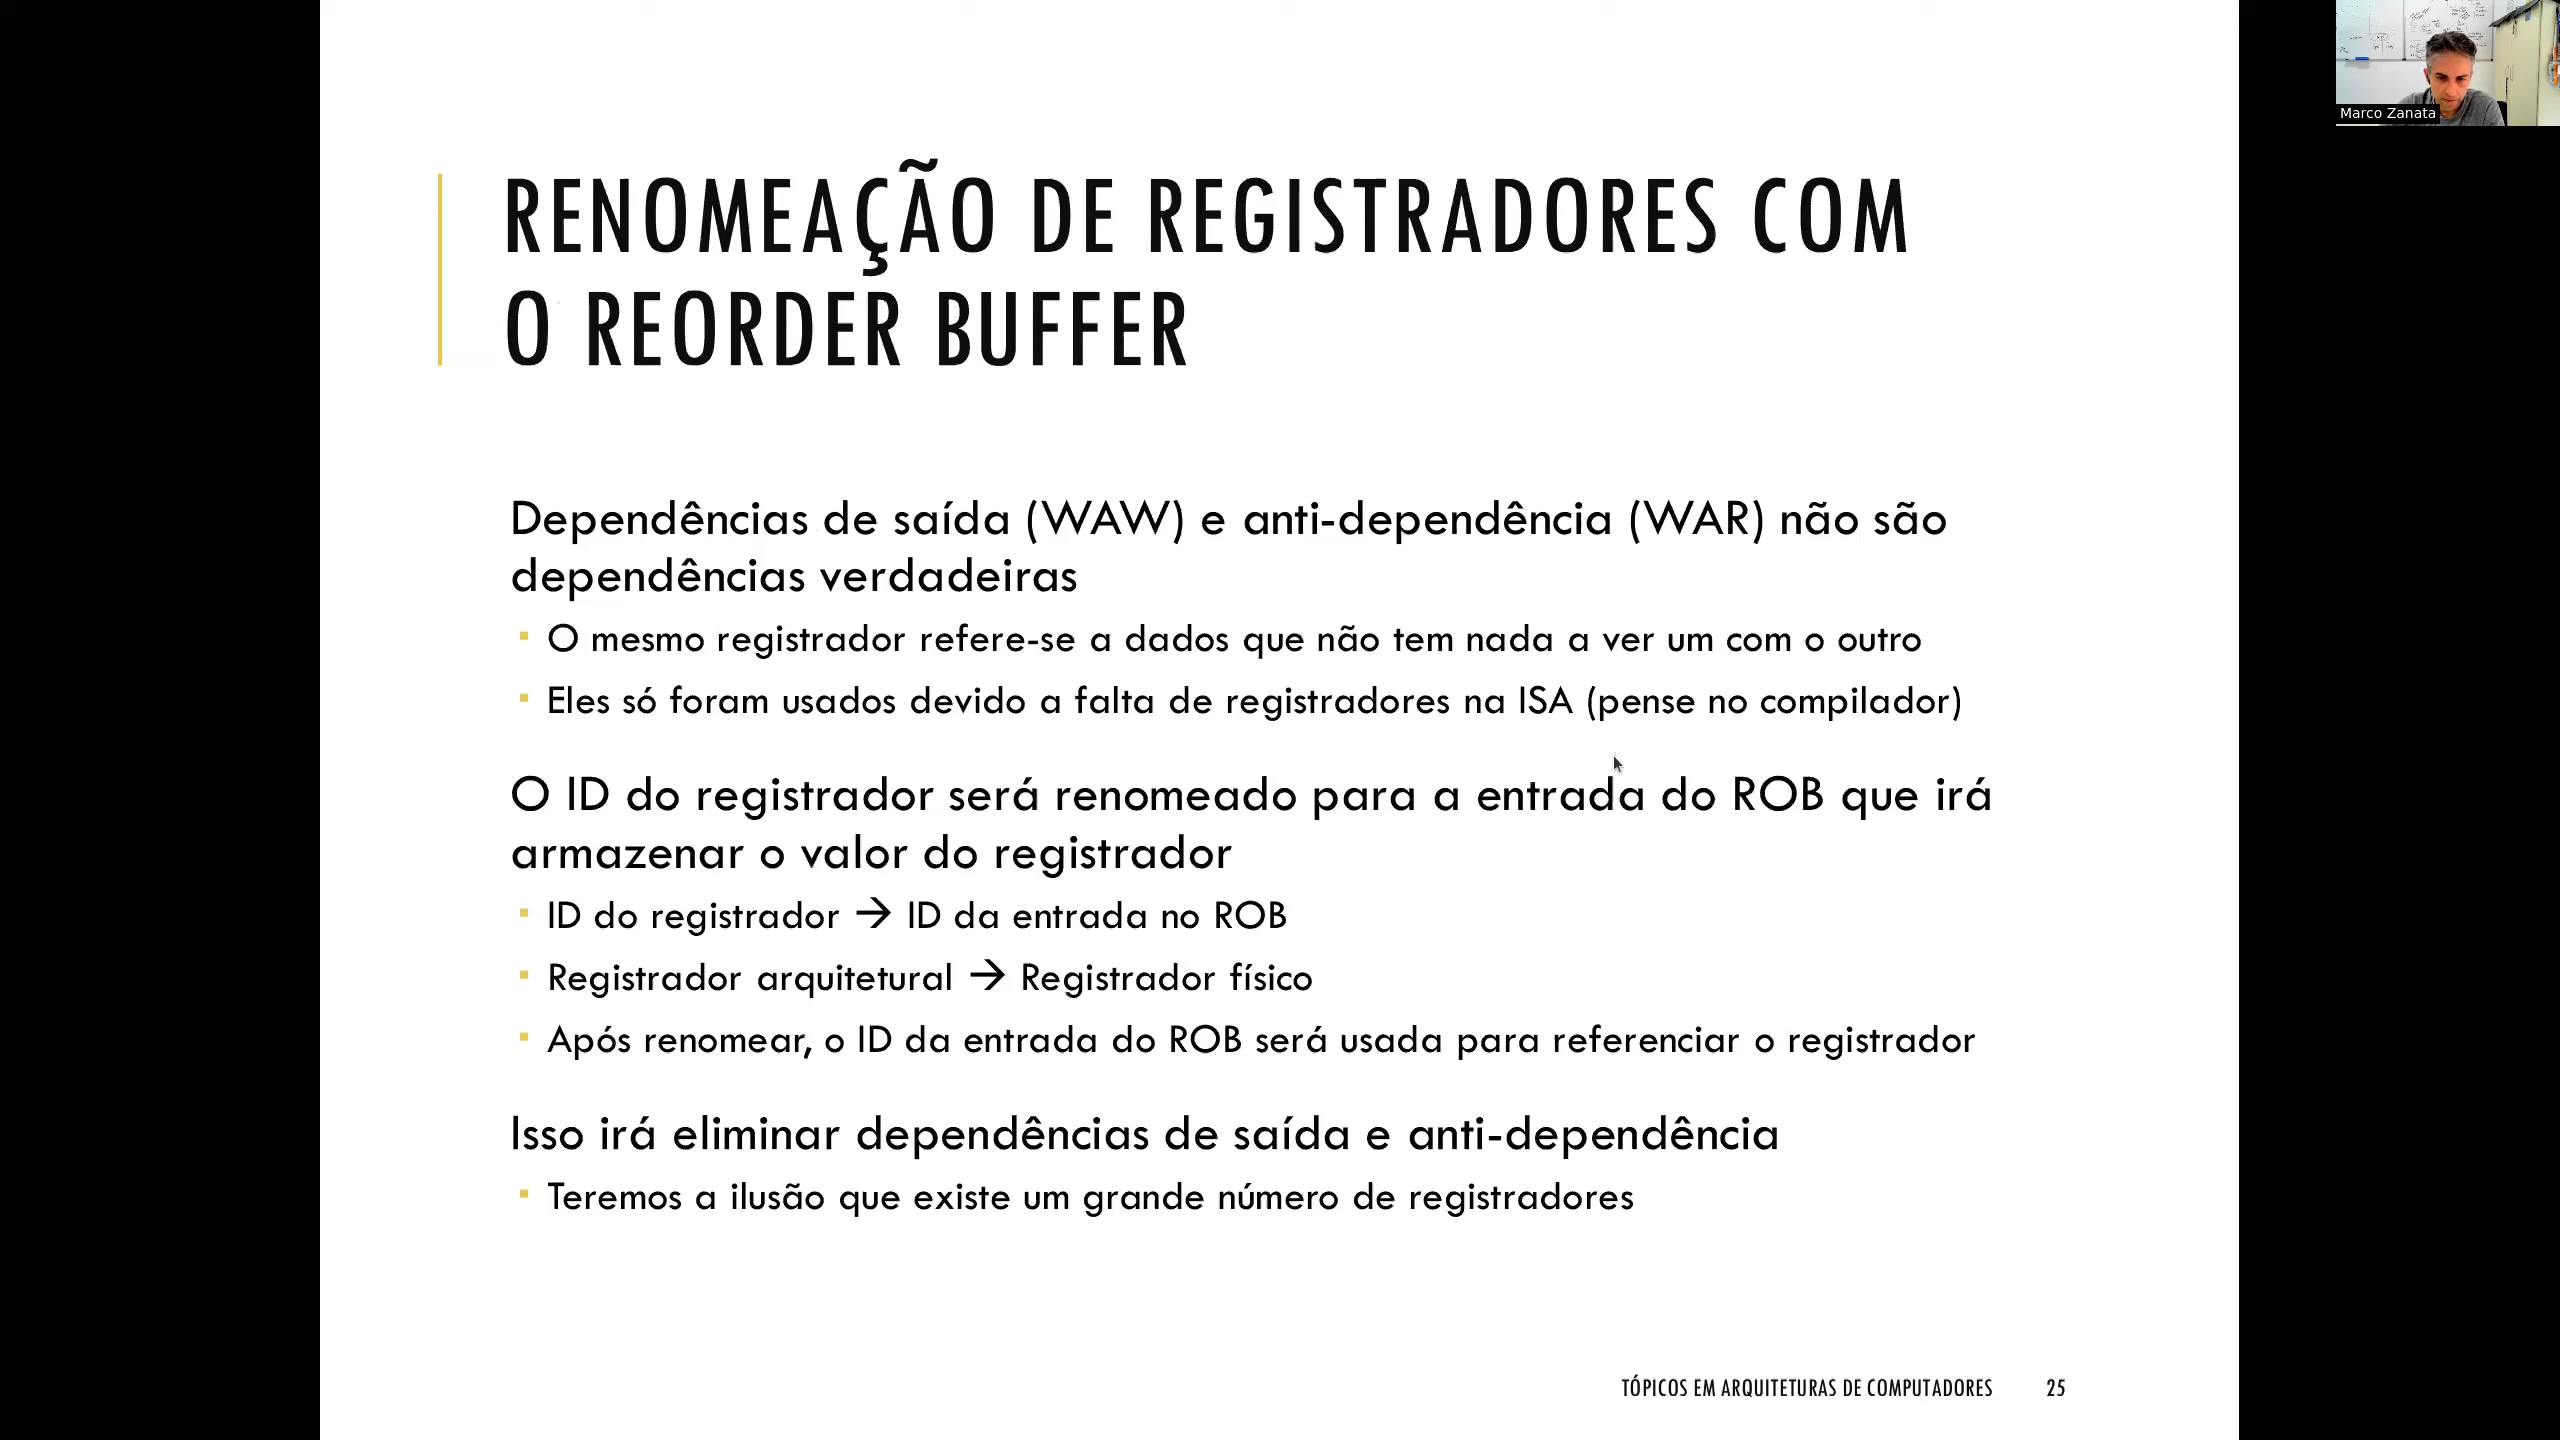 Marco Zanata
RENOMEAÇÃO DE REGISTRADORES COM
O REORDER BUFFER
Dependências de saída (WAW) e anti-dependência (WAR) não são
dependências verdadeiras
▪ O mesmo registrador refere-se a dados que não tem nada a ver um com o outro
▪ Eles só foram usados devido a falta de registradores na ISA (pense no compilador)
O ID do registrador será renomeado para a entrada do ROB que irá
armazenar o valor do registrador
▪ ID do registrador → ID da entrada no ROB
▪ Registrador arquitetural → Registrador físico
▪ Após renomear, o ID da entrada do ROB será usada para referenciar o registrador
Isso irá eliminar dependências de saída e anti-dependência
▪ Teremos a ilusão que existe um grande número de registradores
TÓPICOS EM ARQUITETURAS DE COMPUTADORES 25